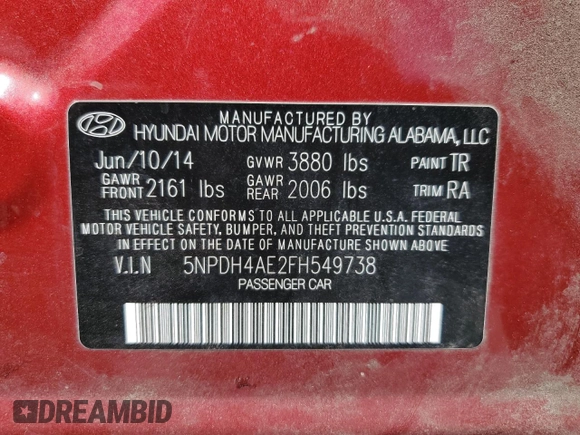 MANUFACTURED BY
HYUNDAI MOTOR MANUFACTURING ALABAMA, LLC
Jun/10/14 GVWR 3880 lbs PAINT TR
GAWR FRONT 2161 lbs GAWR REAR 2006 lbs TRIM RA
THIS VEHICLE CONFORMS TO ALL APPLICABLE U.S.A. FEDERAL
MOTOR VEHICLE SAFETY, BUMPER, AND THEFT PREVENTION
STANDARDS IN EFFECT ON THE DATE OF MANUFACTURE SHOWN ABOVE.
V.I.N 5NPDH4AE2FH549738
PASSENGER CAR
DREAMBID